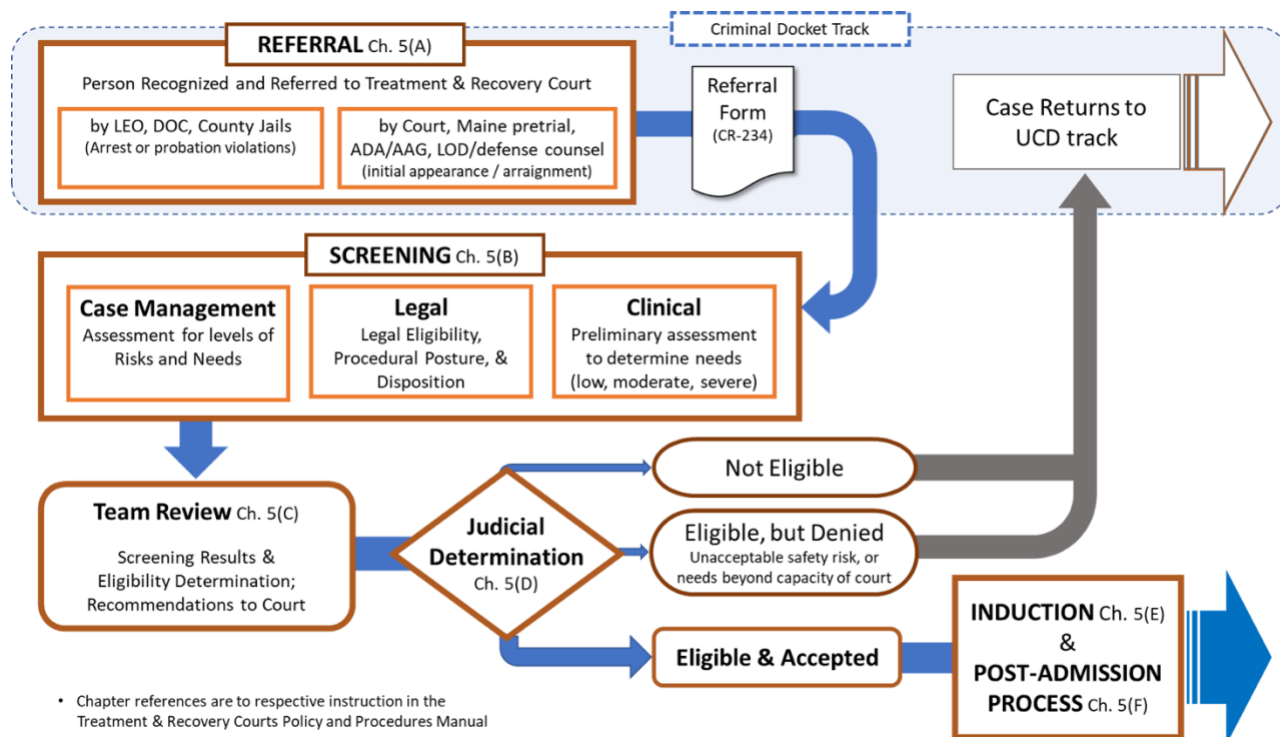 Criminal Docket Track
REFERRAL Ch. 5(A)
Person Recognized and Referred to Treatment & Recovery Court
by LEO, DOC, County Jails
(Arrest or probation violations)
by Court, Maine pretrial,
ADA/AAG, LOD/defense counsel
(initial appearance / arraignment)
Referral
Form
(CR-234)
Case Returns to
UCD track
SCREENING Ch. 5(B)
Case Management
Assessment for levels of
Risks and Needs
Legal
Legal Eligibility,
Procedural Posture, &
Disposition
Clinical
Preliminary assessment
to determine needs
(low, moderate, severe)
Team Review Ch. 5(C)
Screening Results &
Eligibility Determination;
Recommendations to Court
Judicial
Determination
Ch. 5(D)
Not Eligible
Eligible, but Denied
Unacceptable safety risk, or
needs beyond capacity of court
Eligible & Accepted
INDUCTION Ch. 5(E)
&
POST-ADMISSION
PROCESS Ch. 5(F)
• Chapter references are to respective instruction in the
Treatment & Recovery Courts Policy and Procedures Manual